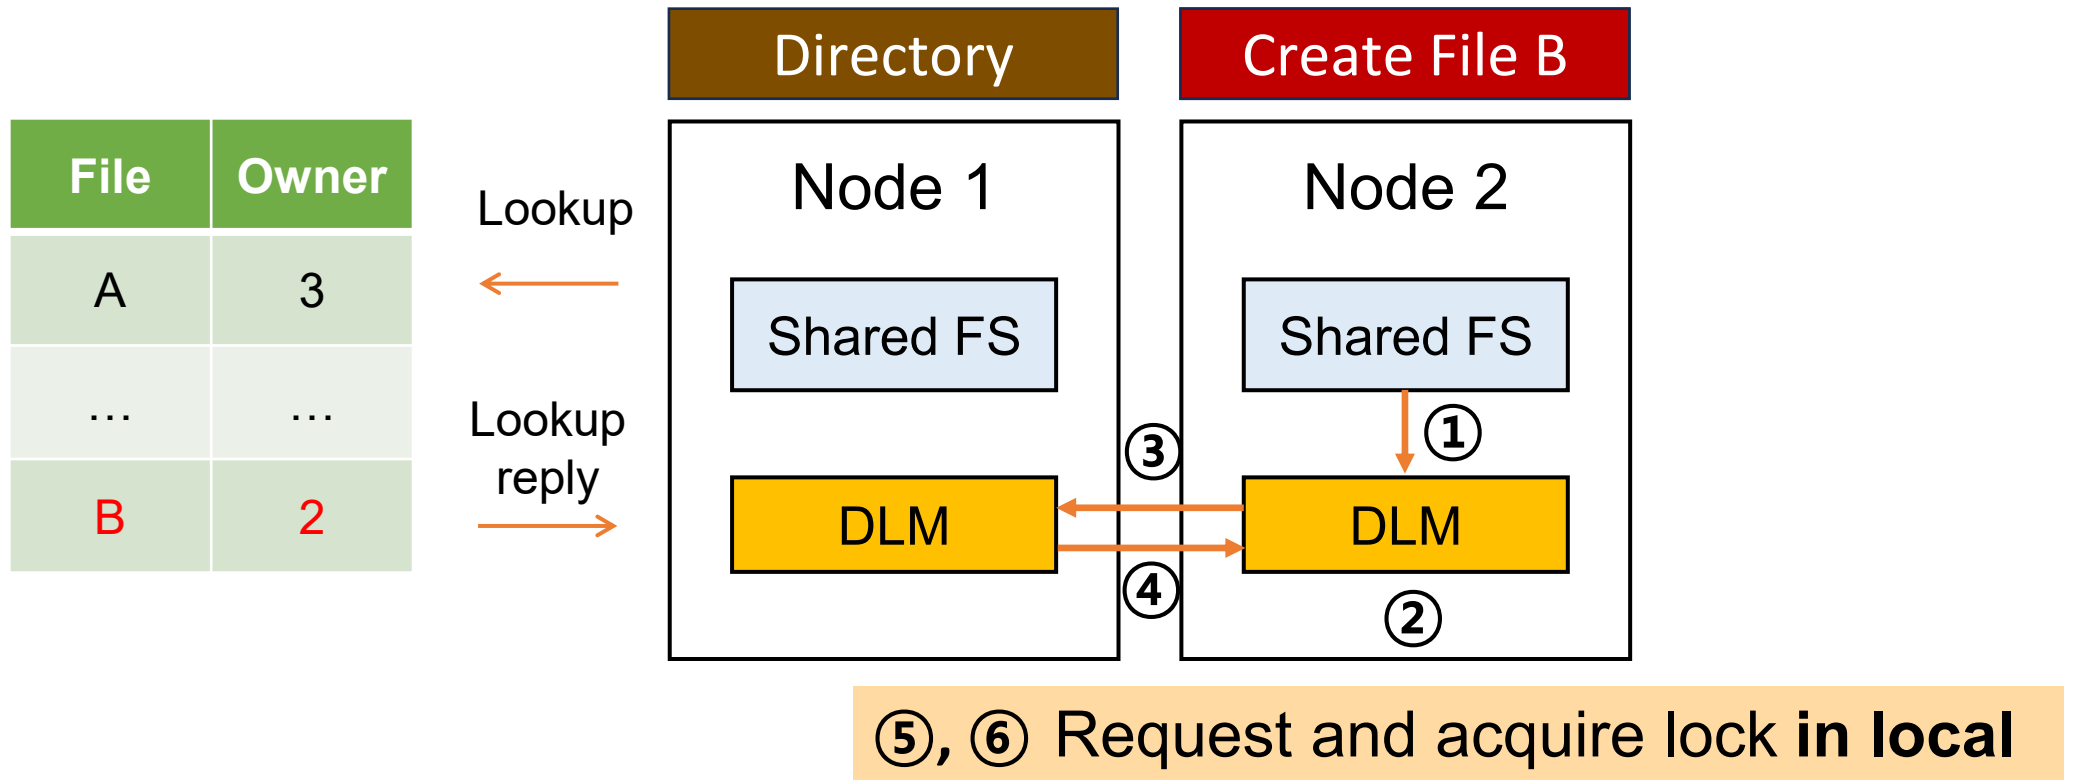 Directory
Create File B
File Owner
A 3
… …
B 2
Lookup
Lookup
reply
Node 1
Shared FS
DLM
Node 2
Shared FS
①
③
DLM
④
②
⑤, ⑥ Request and acquire lock in local